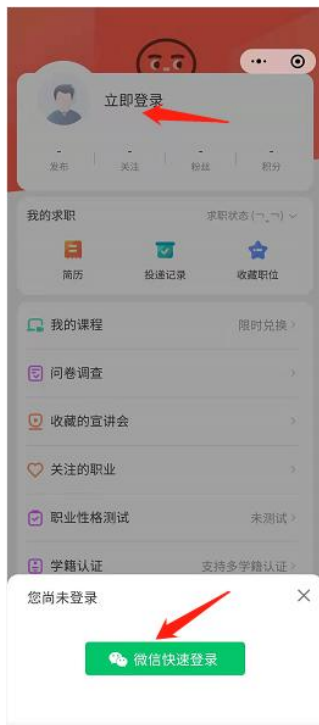 立即登录
- - - -
发布 关注 粉丝 积分
我的求职 求职状态(¬_¬)
简历 投递记录 收藏职位
我的课程 限时兑换
问卷调查
收藏的宣讲会
关注的职业
职业性格测试 未测试
学籍认证 支持多学籍认证
您尚未登录
微信快速登录